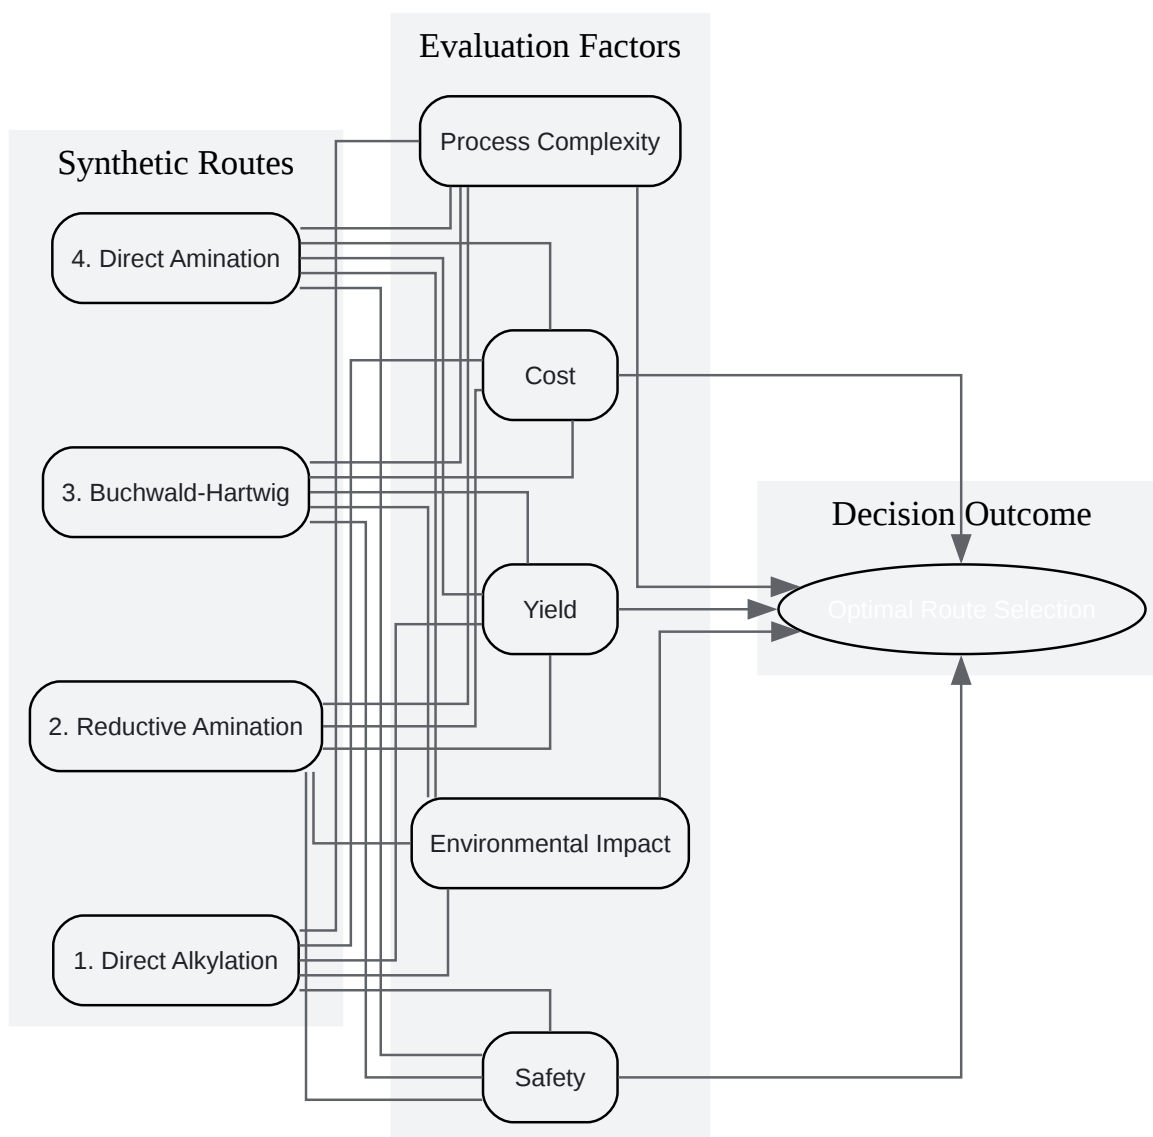 Evaluation Factors
Process Complexity
Synthetic Routes
4. Direct Amination
Cost
3. Buchwald-Hartwig
Decision Outcome
Yield
Optimal Route Selection
2. Reductive Amination
Environmental Impact
1. Direct Alkylation
Safety